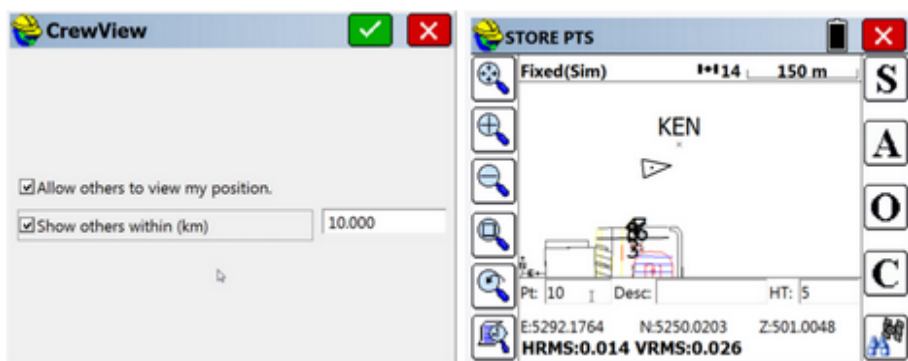 CrewView
Allow others to view my position.
Show others within (km) 10.000
STORE PTS
Fixed(Sim) 14 150 m
KEN
S
A
O
C
Pt: 10 Desc: HT: 5
E:5292.1764 N:5250.0203 Z:501.0048
HRMS:0.014 VRMS:0.026